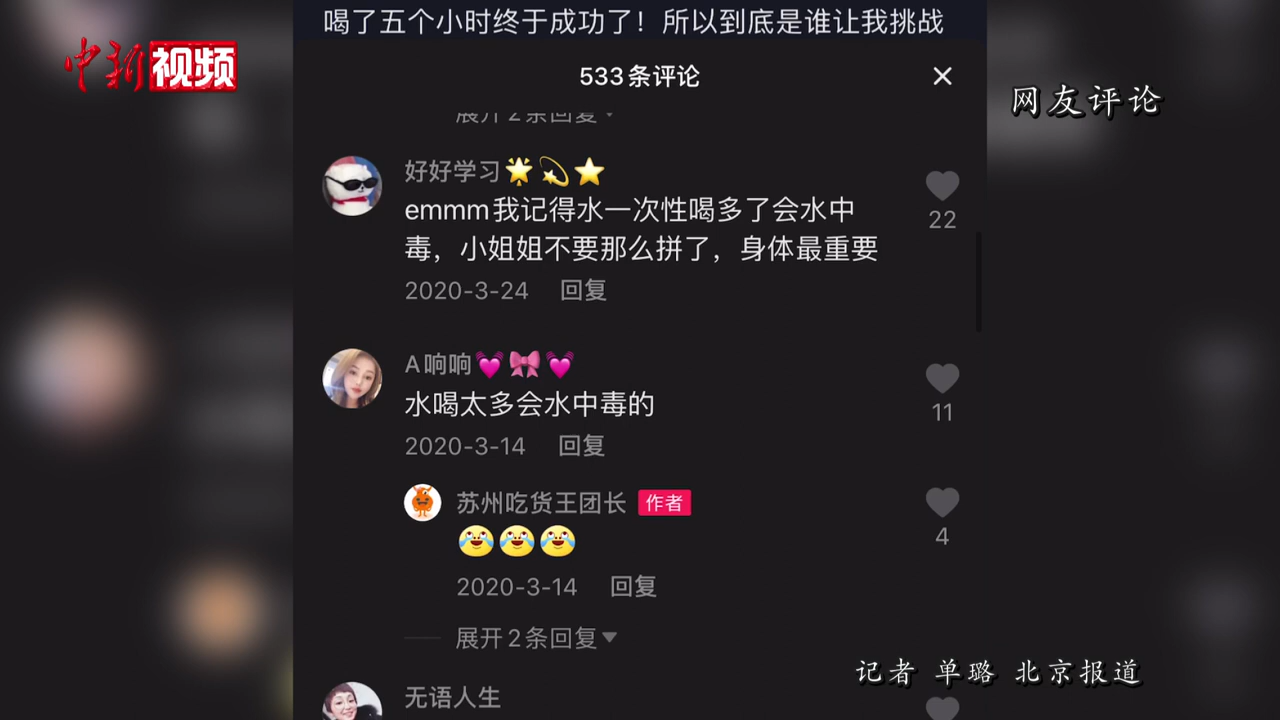 喝了五个小时终于成功了！所以到底是谁让我挑战
中新视频
533条评论
网友评论
展开2条回复
好好学习🌟💫⭐
emmm我记得水一次性喝多了会水中
毒，小姐姐不要那么拼了，身体最重要
22
2020-3-24 回复
A响响💓🎀💓
水喝太多会水中毒的
11
2020-3-14 回复
苏州吃货王团长 作者
😂😂😂
4
2020-3-14 回复
展开2条回复
记者 单璐 北京报道
无语人生